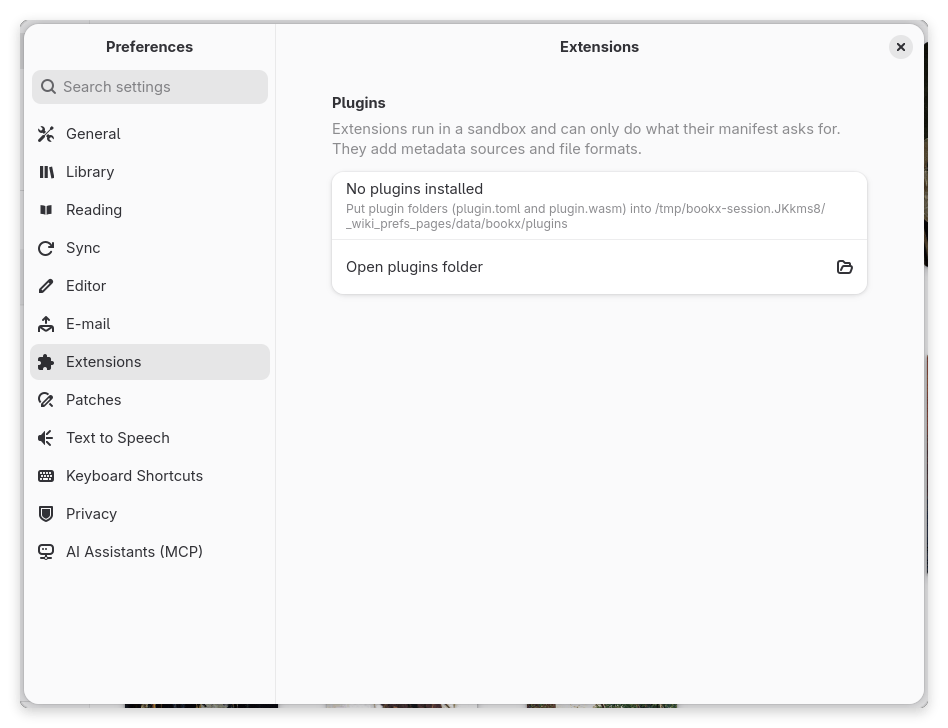 Preferences
Extensions
Search settings
General
Library
Reading
Sync
Editor
E-mail
Extensions
Patches
Text to Speech
Keyboard Shortcuts
Privacy
AI Assistants (MCP)
Plugins
Extensions run in a sandbox and can only do what their manifest asks for.
They add metadata sources and file formats.
No plugins installed
Put plugin folders (plugin.toml and plugin.wasm) into /tmp/bookx-session.JKkms8/
_wiki_prefs_pages/data/bookx/plugins
Open plugins folder